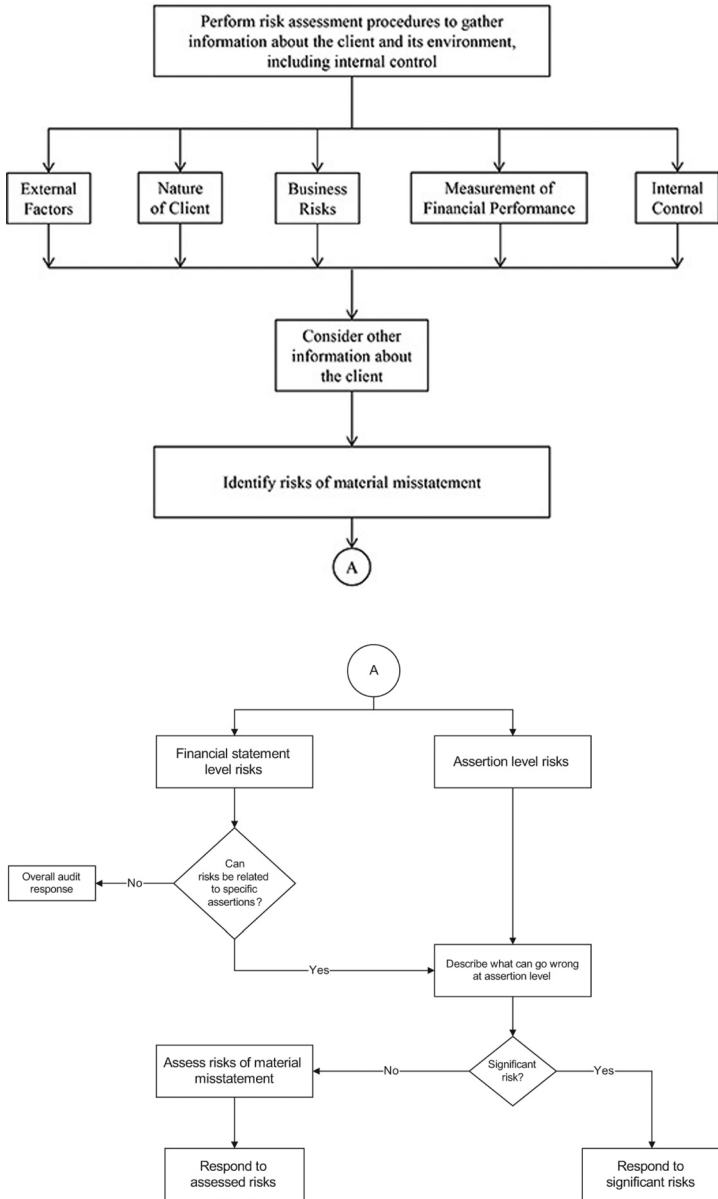 Perform risk assessment procedures to gather
information about the client and its environment,
including internal control
External
Factors
Nature
of Client
Business
Risks
Measurement of
Financial Performance
Internal
Control
Consider other
information about
the client
Identify risks of material misstatement
A
A
Financial statement
level risks
Assertion level risks
Can
risks be related
to specific
assertions?
No
Overall audit
response
Yes
Describe what can go wrong
at assertion level
Significant
risk?
No
Yes
Assess risks of material
misstatement
Respond to
assessed risks
Respond to
significant risks